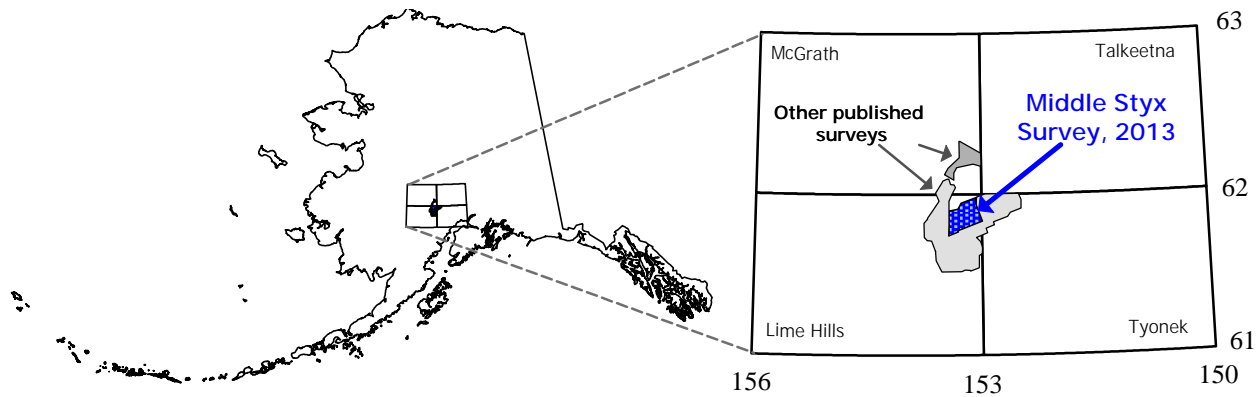 63
McGrath
Talkeetna
Other published
surveys
Middle Styx
Survey, 2013
62
Lime Hills
Tyonek
61
156
153
150